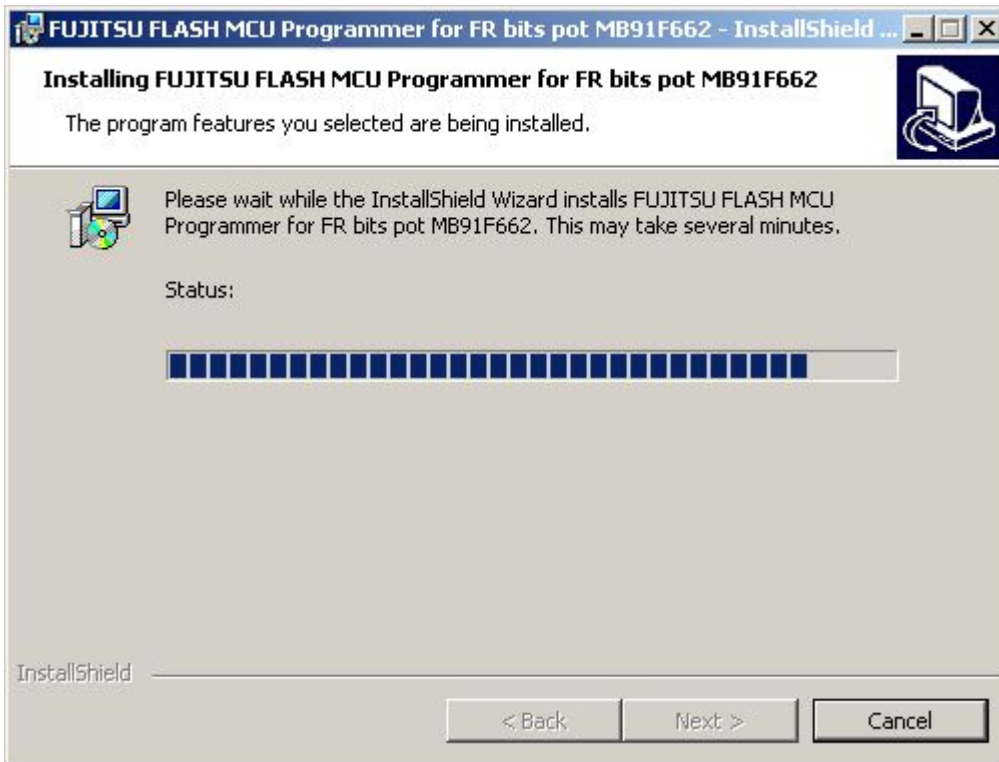 FUJITSU FLASH MCU Programmer for FR bits pot MB91F662 - InstallShield ...
Installing FUJITSU FLASH MCU Programmer for FR bits pot MB91F662
The program features you selected are being installed.
Please wait while the InstallShield Wizard installs FUJITSU FLASH MCU
Programmer for FR bits pot MB91F662. This may take several minutes.
Status:
InstallShield
< Back
Next >
Cancel